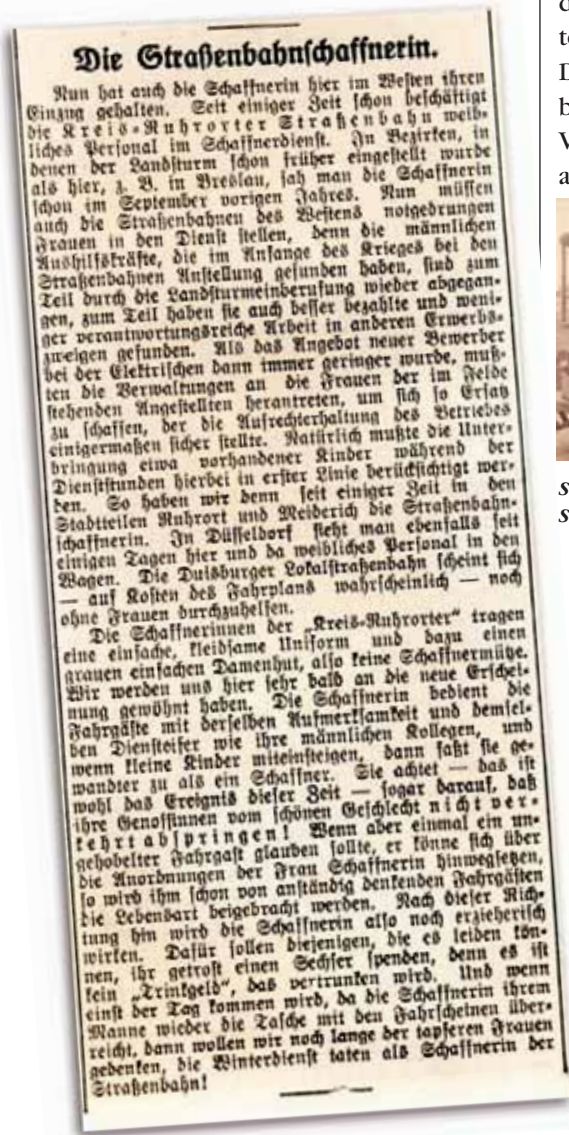 Die Straßenbahnschaffnerin.
Nun hat auch die Schaffnerin hier im Westen ihren
Einzug gehalten. Seit einiger Zeit schon beschäftigt
die Kreis-Ruhrorter Straßenbahn weib-
liches Personal im Schaffnerdienst. In Bezirken, in
denen der Landsturm schon früher eingestellt wurde
als hier, z. B. in Breslau, sah man die Schaffnerin
schon im September vorigen Jahres. Nun müssen
auch die Straßenbahnen des Westens notgedrungen
Frauen in den Dienst stellen, denn die männlichen
Aushilfskräfte, die im Anfange des Krieges bei den
Straßenbahnen Anstellung gefunden haben, sind zum
Teil durch die Landsturmeinberufung wieder abgegan-
gen, zum Teil haben sie auch besser bezahlte und weni-
ger verantwortungsreiche Arbeit in anderen Erwerbs-
zweigen gefunden. Als das Angebot neuer Bewerber
bei der Elektrischen dann immer geringer wurde, muß-
ten die Verwaltungen an die Frauen der im Felde
stehenden Angestellten herantreten, um sich so Ersatz
zu schaffen, der die Aufrechterhaltung des Betriebes
einigermaßen sicher stellte. Natürlich mußte die Unter-
bringung etwa vorhandener Kinder während der
Dienststunden hierbei in erster Linie berücksichtigt wer-
den. So haben wir denn seit einiger Zeit in den
Stadtteilen Ruhrort und Meiderich die Straßenbahn-
schaffnerin. In Düsseldorf sieht man ebenfalls seit
einigen Tagen hier und da weibliches Personal in den
Wagen. Die Duisburger Lokalstraßenbahn scheint sich
— auf Kosten des Fahrplans wahrscheinlich — noch
ohne Frauen durchzuhelfen.
Die Schaffnerinnen der „Kreis-Ruhrorter“ tragen
eine einfache, kleidsame Uniform und dazu einen
grauen einfachen Damenhut, also keine Schaffnermütze.
Wir werden uns hier sehr bald an die neue Erschei-
nung gewöhnt haben. Die Schaffnerin bedient die
Fahrgäste mit derselben Aufmerksamkeit und demsel-
ben Diensteifer wie ihre männlichen Kollegen, und
wenn kleine Kinder miteinsteigen, dann faßt sie ge-
wandter zu als ein Schaffner. Sie achtet — das ist
wohl das Ereignis dieser Zeit — sogar darauf, daß
ihre Genossinnen vom schönen Geschlecht nicht ver-
kehrt abspringen! Wenn aber einmal ein un-
gehobelter Fahrgast glauben sollte, er könne sich über
die Anordnungen der Frau Schaffnerin hinwegsetzen,
so wird ihm schon von anständig denkenden Fahrgästen
die Lebensart beigebracht werden. Nach dieser Rich-
tung hin wird die Schaffnerin also noch erzieherisch
wirken. Dafür sollen diejenigen, die es leiden kön-
nen, ihr getrost einen Sechser spenden, denn es ist
kein „Trinkgeld“, das vertrunken wird. Und wenn
einst der Tag kommen wird, da die Schaffnerin ihrem
Manne wieder die Tasche mit den Fahrscheinen über-
reicht, dann wollen wir noch lange der tapferen Frauen
gedenken, die Winterdienst taten als Schaffnerin der
Straßenbahn!